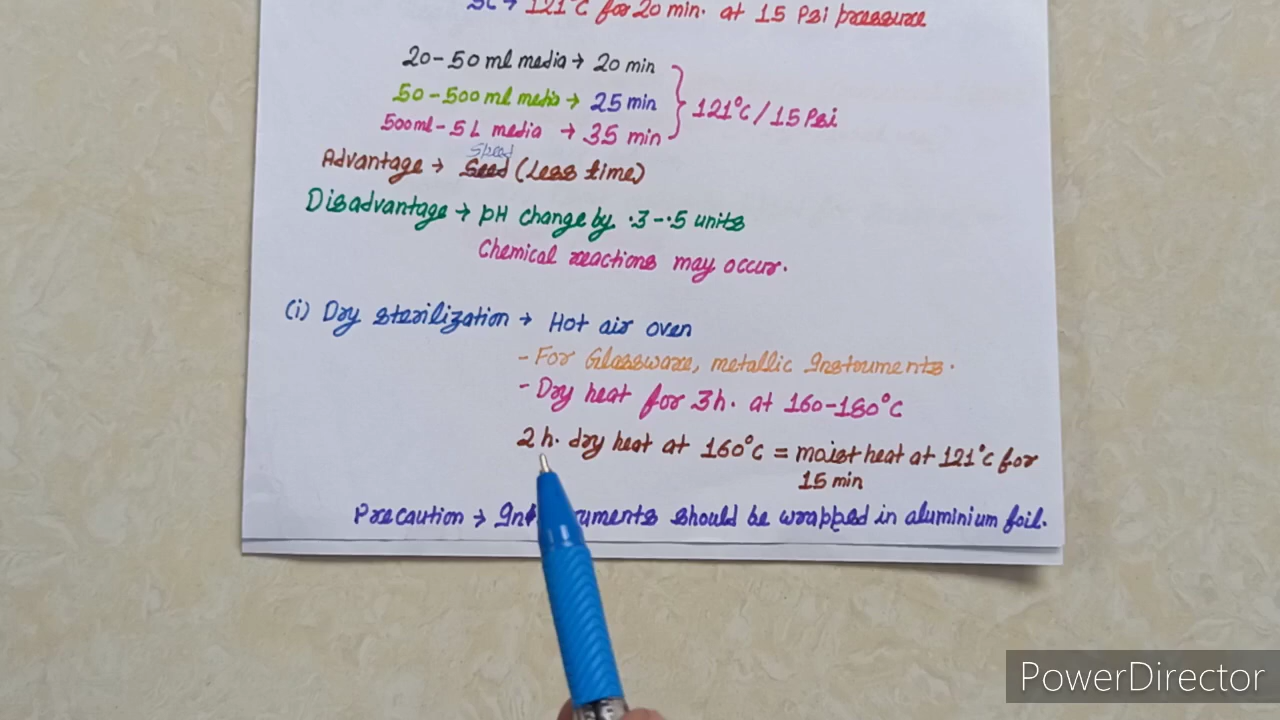 121°C for 20 min. at 15 Psi pressure
20-50 ml media → 20 min
50-500 ml media → 25 min
500ml-5L media → 35 min
121°C / 15 Psi
Speed
Advantage → Seed (Less time)
Disadvantage → pH change by .3-.5 units
Chemical reactions may occur.
(i) Dry sterilization → Hot air oven
- For Glassware, metallic Instruments.
- Dry heat for 3h. at 160-180°C
2 h. dry heat at 160°C = moist heat at 121°C for
15 min
Precaution → Instruments should be wrapped in aluminium foil.
PowerDirector